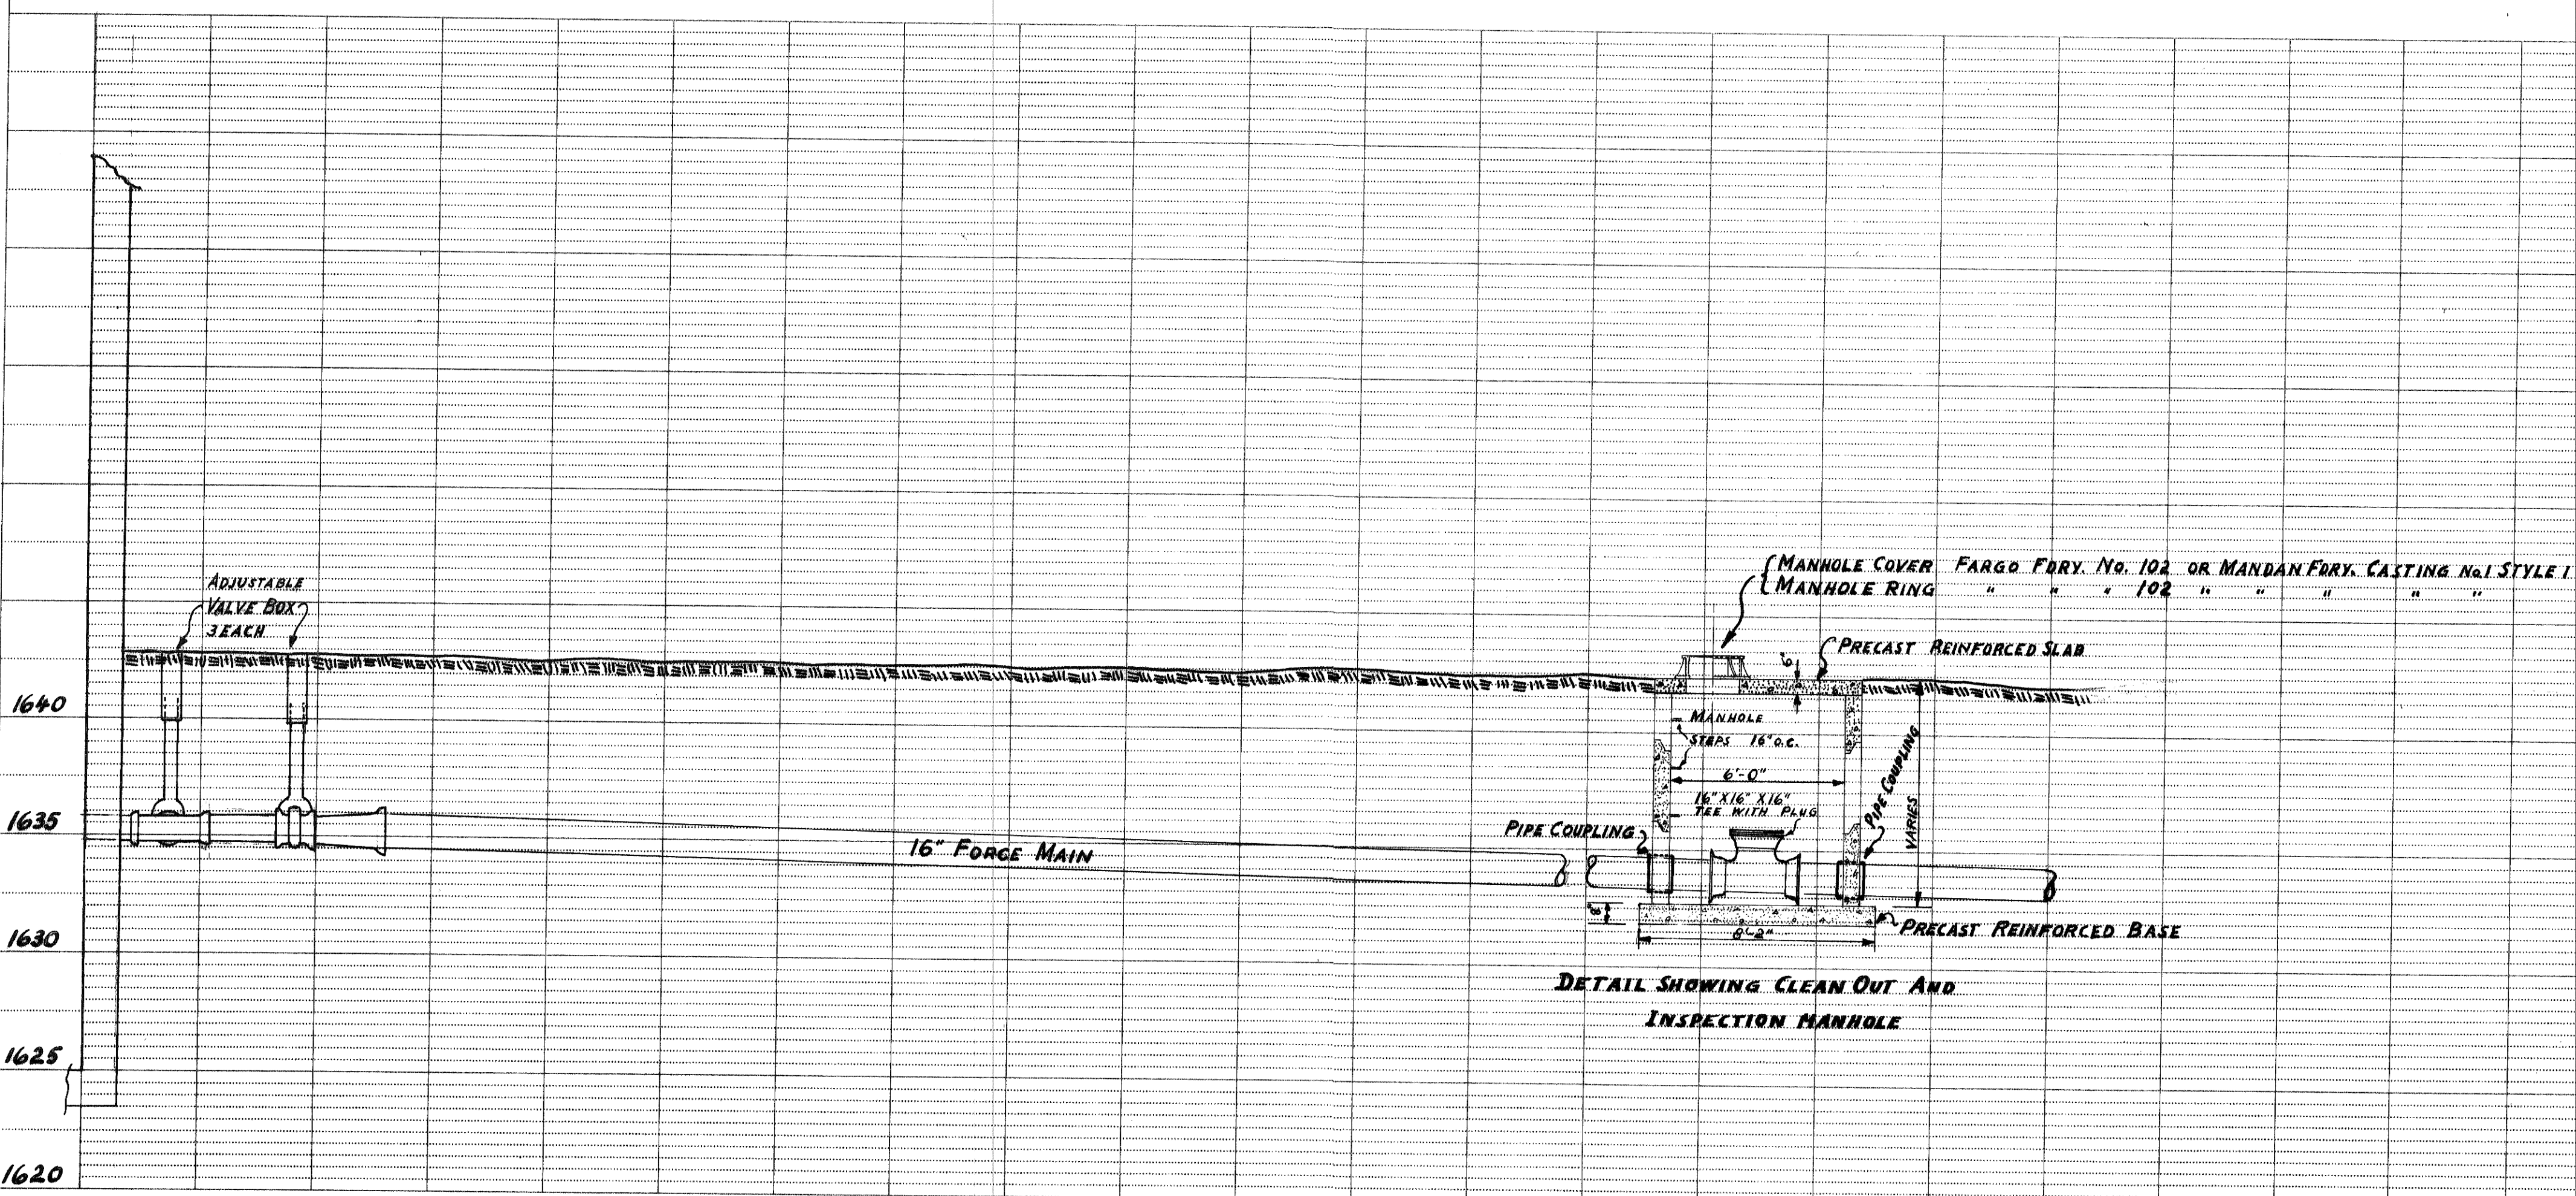 MANHOLE COVER FARGO FDRY. No. 102 OR MANDAN FDRY. CASTING No.1 STYLE 1
MANHOLE RING " " " 102 " " " " "
ADJUSTABLE
VALVE BOX
3 EACH
6"
PRECAST REINFORCED SLAB
1640
MANHOLE
STEPS 16" O.C.
6'-0"
16" X 16" X 16"
TEE WITH PLUG
PIPE COUPLING
PIPE COUPLING
VARIES
1635
16" FORCE MAIN
8"
8'-2"
PRECAST REINFORCED BASE
1630
DETAIL SHOWING CLEAN OUT AND
INSPECTION MANHOLE
1625
1620